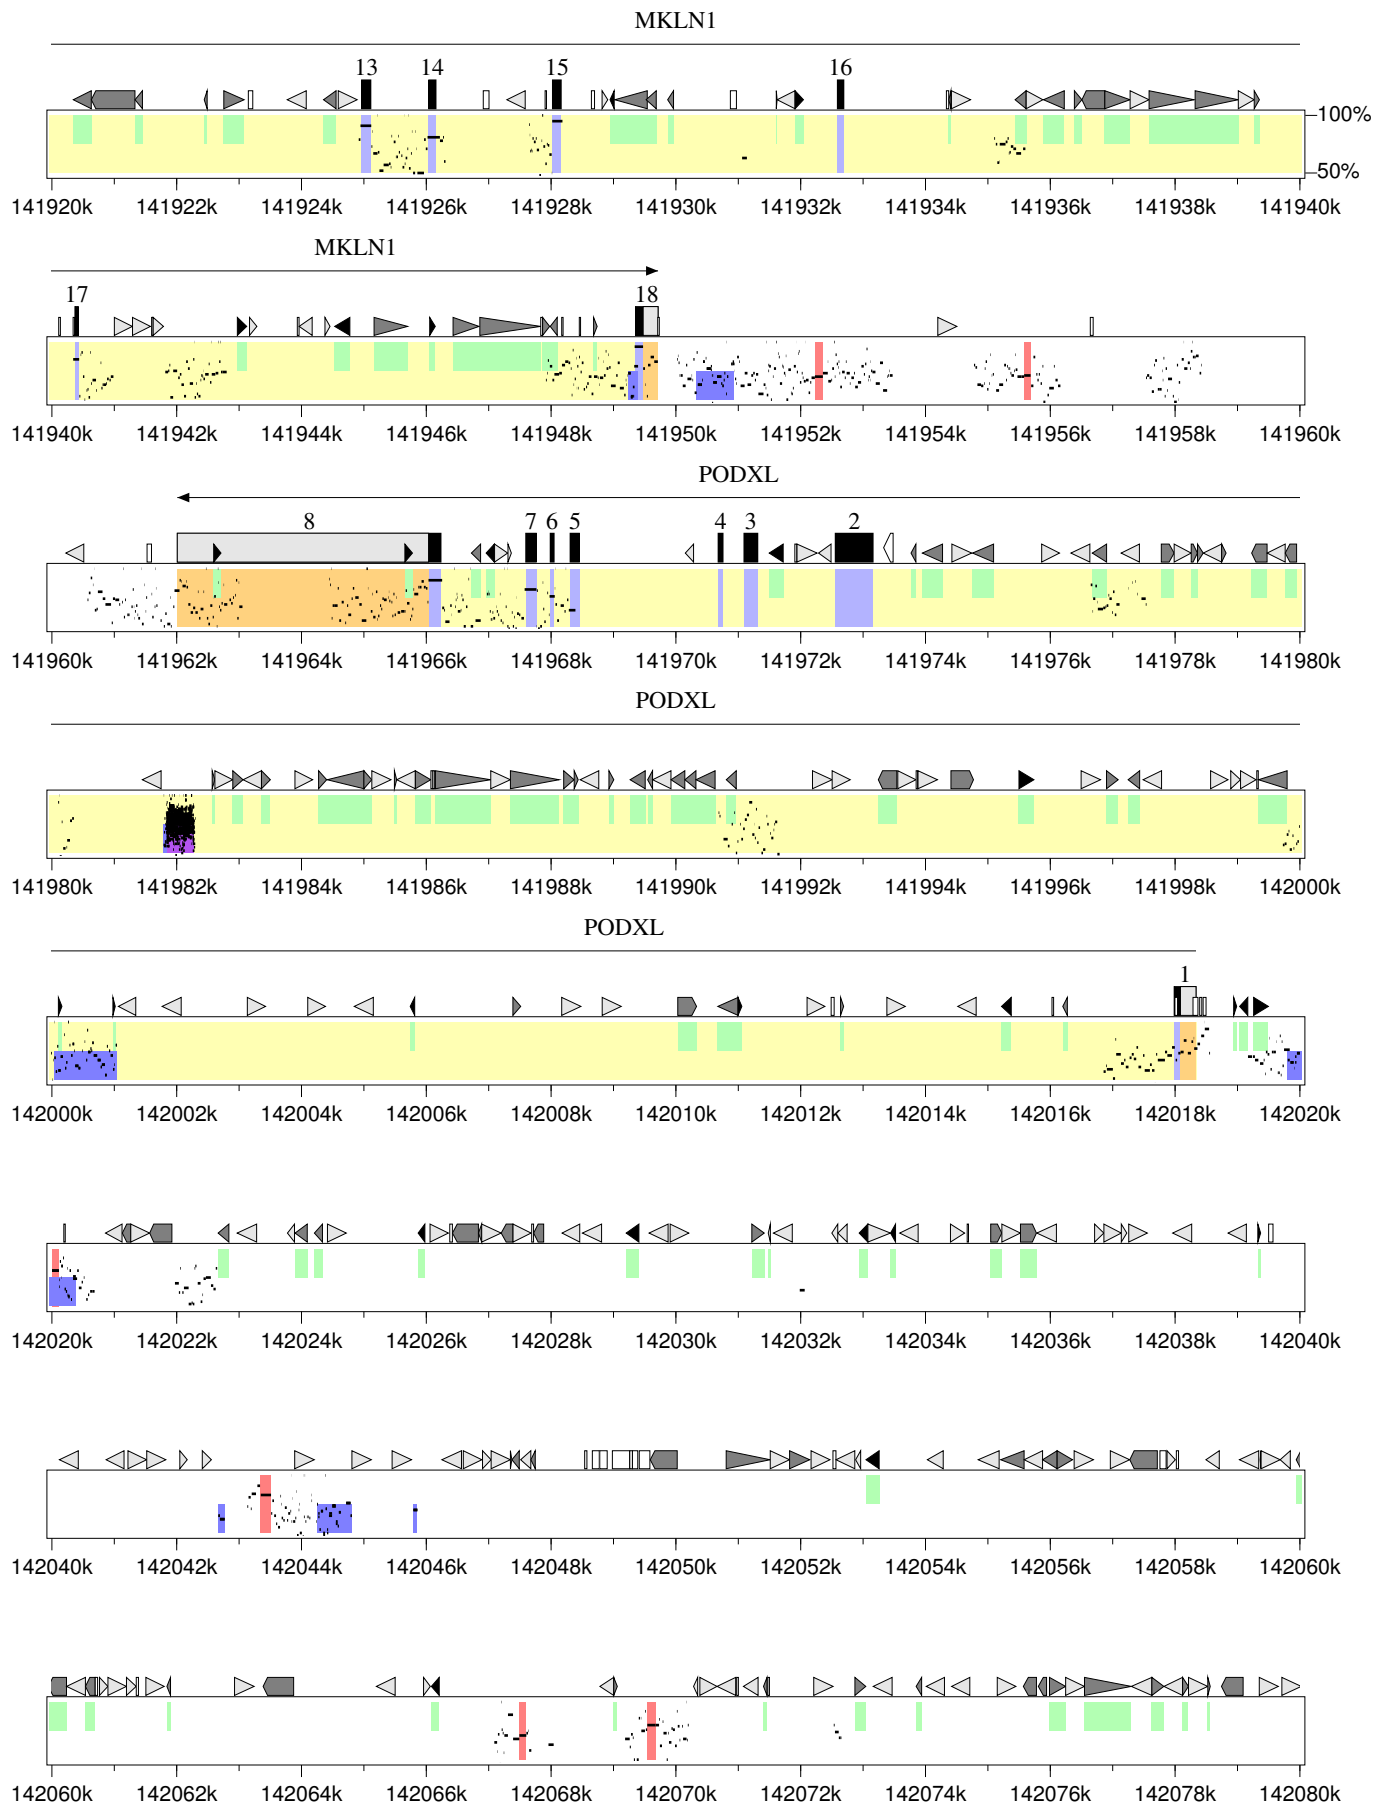 MKLN1
13 14 15 16
100%
50%
141920k 141922k 141924k 141926k 141928k 141930k 141932k 141934k 141936k 141938k 141940k
MKLN1
17 18
141940k 141942k 141944k 141946k 141948k 141950k 141952k 141954k 141956k 141958k 141960k
PODXL
8 7 6 5 4 3 2
141960k 141962k 141964k 141966k 141968k 141970k 141972k 141974k 141976k 141978k 141980k
PODXL
141980k 141982k 141984k 141986k 141988k 141990k 141992k 141994k 141996k 141998k 142000k
PODXL
1
142000k 142002k 142004k 142006k 142008k 142010k 142012k 142014k 142016k 142018k 142020k
142020k 142022k 142024k 142026k 142028k 142030k 142032k 142034k 142036k 142038k 142040k
142040k 142042k 142044k 142046k 142048k 142050k 142052k 142054k 142056k 142058k 142060k
142060k 142062k 142064k 142066k 142068k 142070k 142072k 142074k 142076k 142078k 142080k